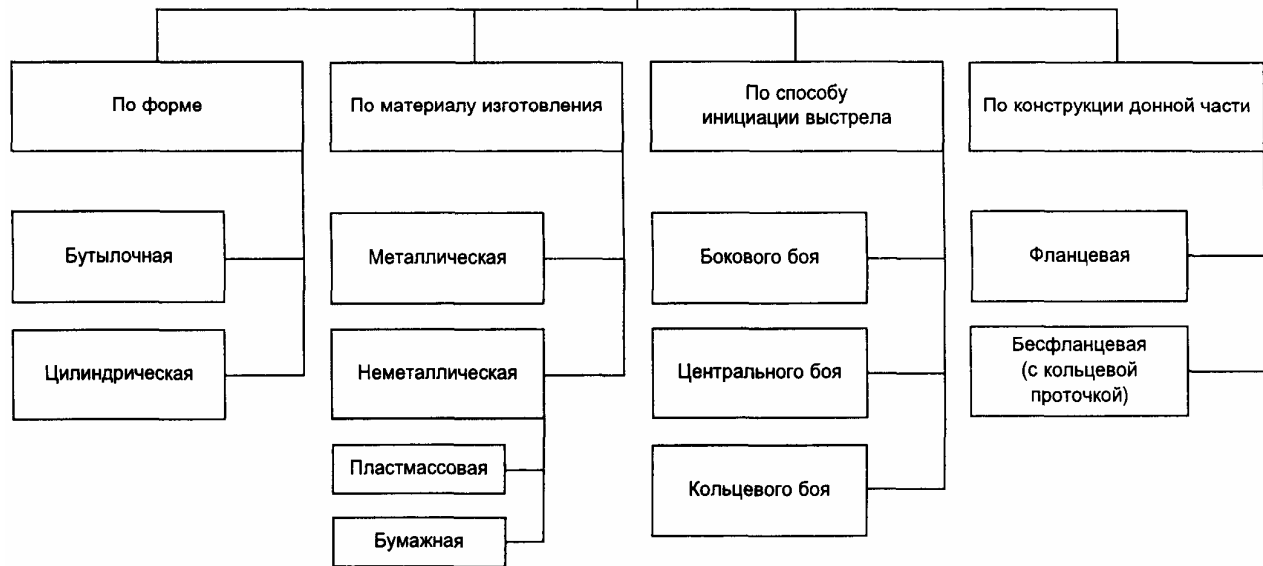 По форме
По материалу изготовления
По способу
инициации выстрела
По конструкции донной части
Бутылочная
Цилиндрическая
Металлическая
Неметаллическая
Пластмассовая
Бумажная
Бокового боя
Центрального боя
Кольцевого боя
Фланцевая
Бесфланцевая
(с кольцевой
проточкой)